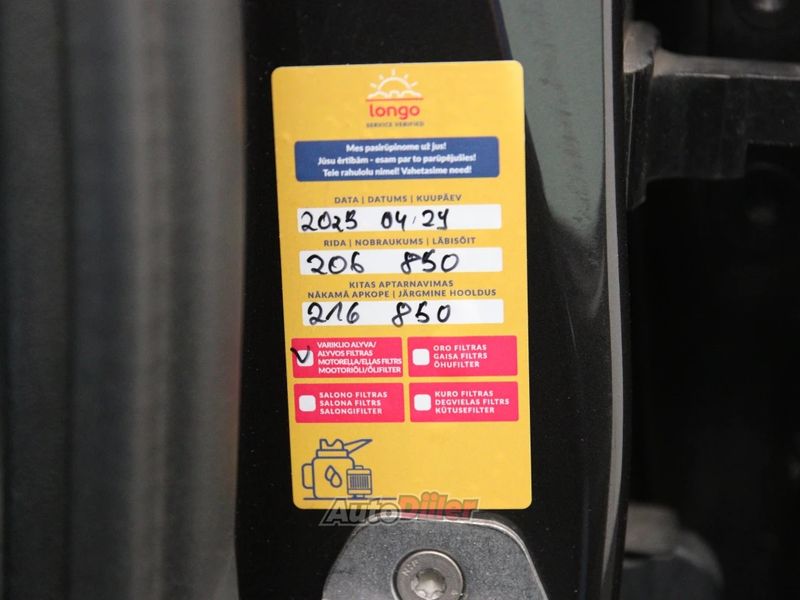 longo
SERVICE VERIFIED
Mes pasirūpinome už jus!
Jūsu ērtībām - esam par to parūpējušies!
Teie rahulolu nimel! Vahetasime need!
DATA | DATUMS | KUUPÄEV
2025 04.24
RIDA | NOBRAUKUMS | LÄBISÕIT
206 850
KITAS APTARNAVIMAS
NĀKAMĀ APKOPE | JÄRGMINE HOOLDUS
216 850
VARIKLIO ALYVA/
ALYVOS FILTRAS
MOTOREĻĻA/EĻĻAS FILTRS
MOOTORIÕLI/ÕLIFILTER
ORO FILTRAS
GAISA FILTRS
ÕHUFILTER
SALONO FILTRAS
SALONA FILTRS
SALONGIFILTER
KURO FILTRAS
DEGVIELAS FILTRS
KÜTUSEFILTER
AutoDiler